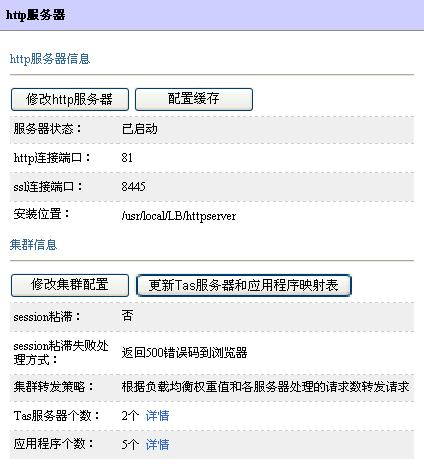 http服务器
http服务器信息
修改http服务器 配置缓存
服务器状态： 已启动
http连接端口： 81
ssl连接端口： 8445
安装位置： /usr/local/LB/httpserver
集群信息
修改集群配置 更新Tas服务器和应用程序映射表
session粘滞： 否
session粘滞失败处
理方式： 返回500错误码到浏览器
集群转发策略： 根据负载均衡权重值和各服务器处理的请求数转发请求
Tas服务器个数： 2个 详情
应用程序个数： 5个 详情